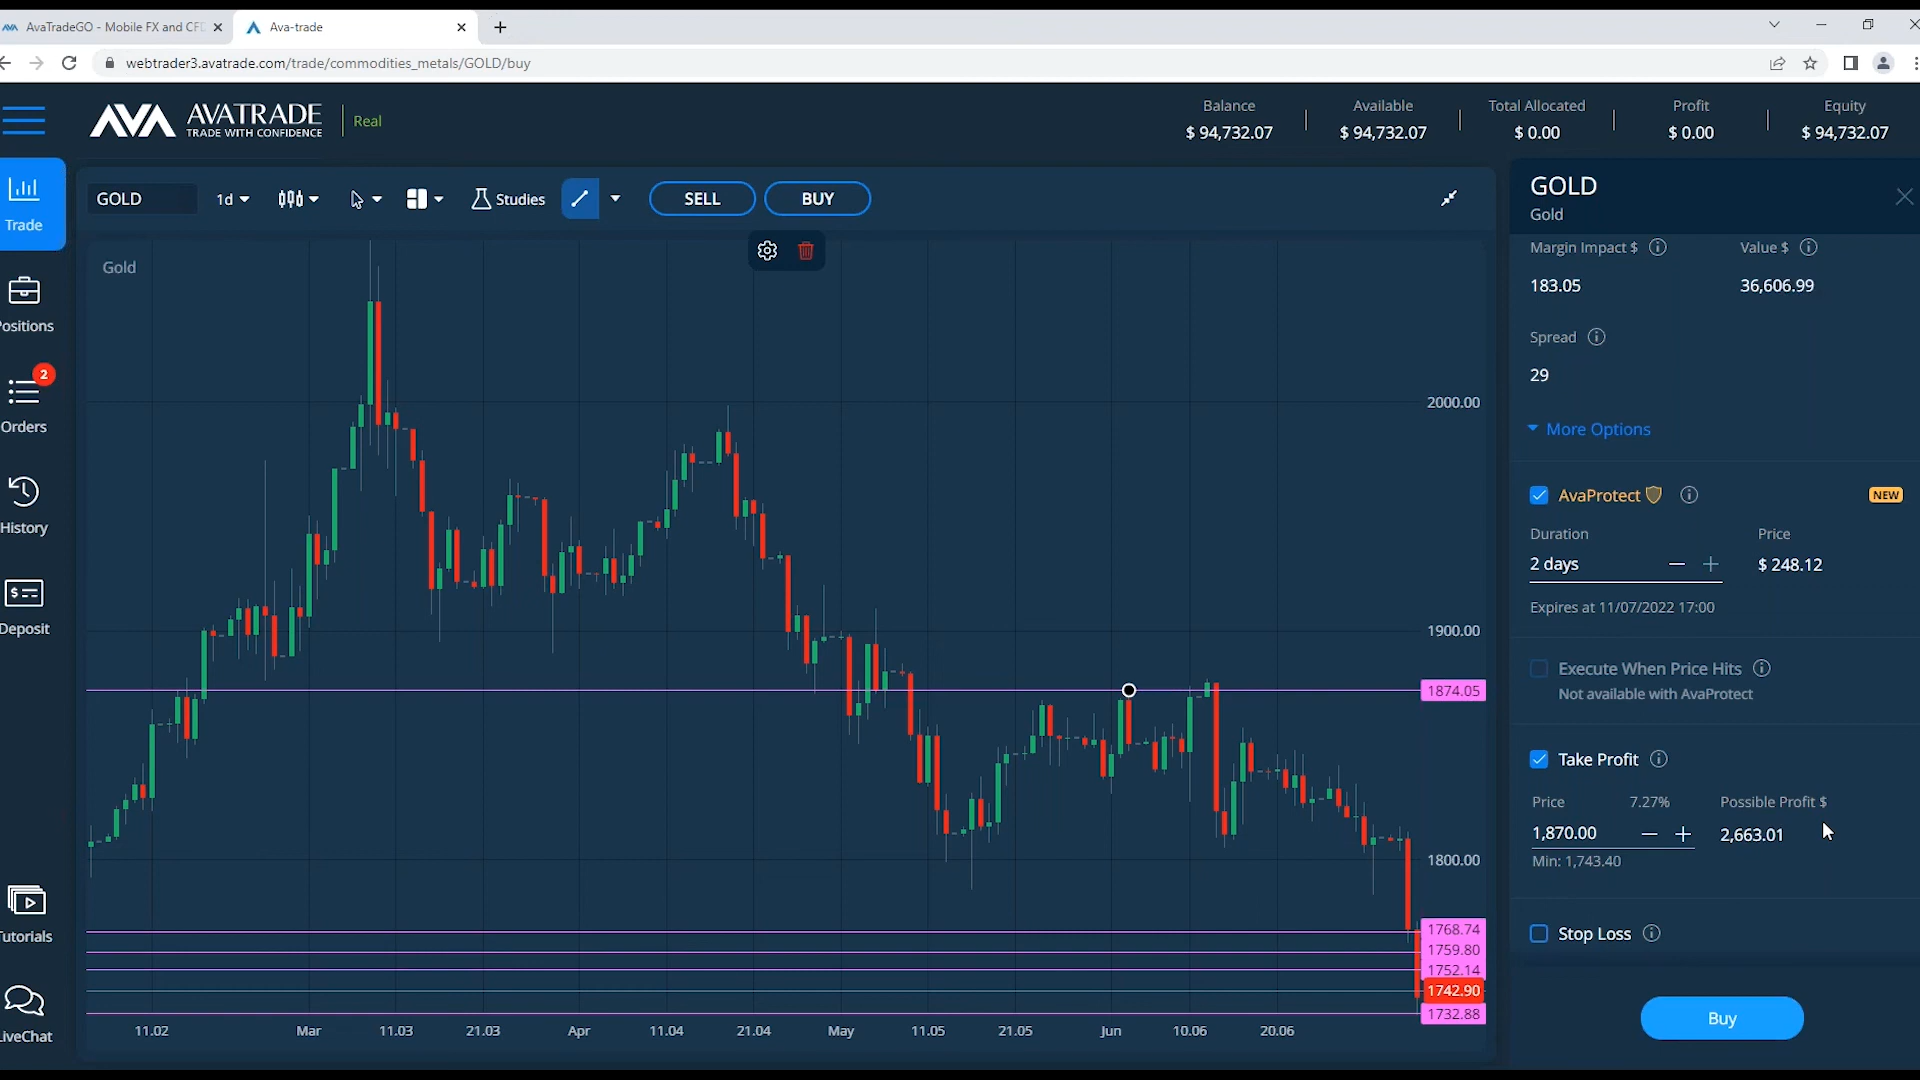 AVA AvaTradeGO - Mobile FX and CF
Ava-trade
webtrader3.avatrade.com/trade/commodities_metals/GOLD/buy
AVA AVATRADE
TRADE WITH CONFIDENCE
Real
Balance
$ 94,732.07
Available
$ 94,732.07
Total Allocated
$ 0.00
Profit
$ 0.00
Equity
$ 94,732.07
Trade
Positions
2
Orders
History
Deposit
Tutorials
LiveChat
GOLD
1d
Studies
SELL
BUY
Gold
2000.00
1900.00
1874.05
1800.00
1768.74
1759.80
1752.14
1742.90
1732.88
11.02
Mar
11.03
21.03
Apr
11.04
21.04
May
11.05
21.05
Jun
10.06
20.06
GOLD
Gold
Margin Impact $
Value $
183.05
36,606.99
Spread
29
More Options
AvaProtect
NEW
Duration
Price
2 days
$ 248.12
Expires at 11/07/2022 17:00
Execute When Price Hits
Not available with AvaProtect
Take Profit
Price
7.27%
Possible Profit $
1,870.00
2,663.01
Min: 1,743.40
Stop Loss
Buy